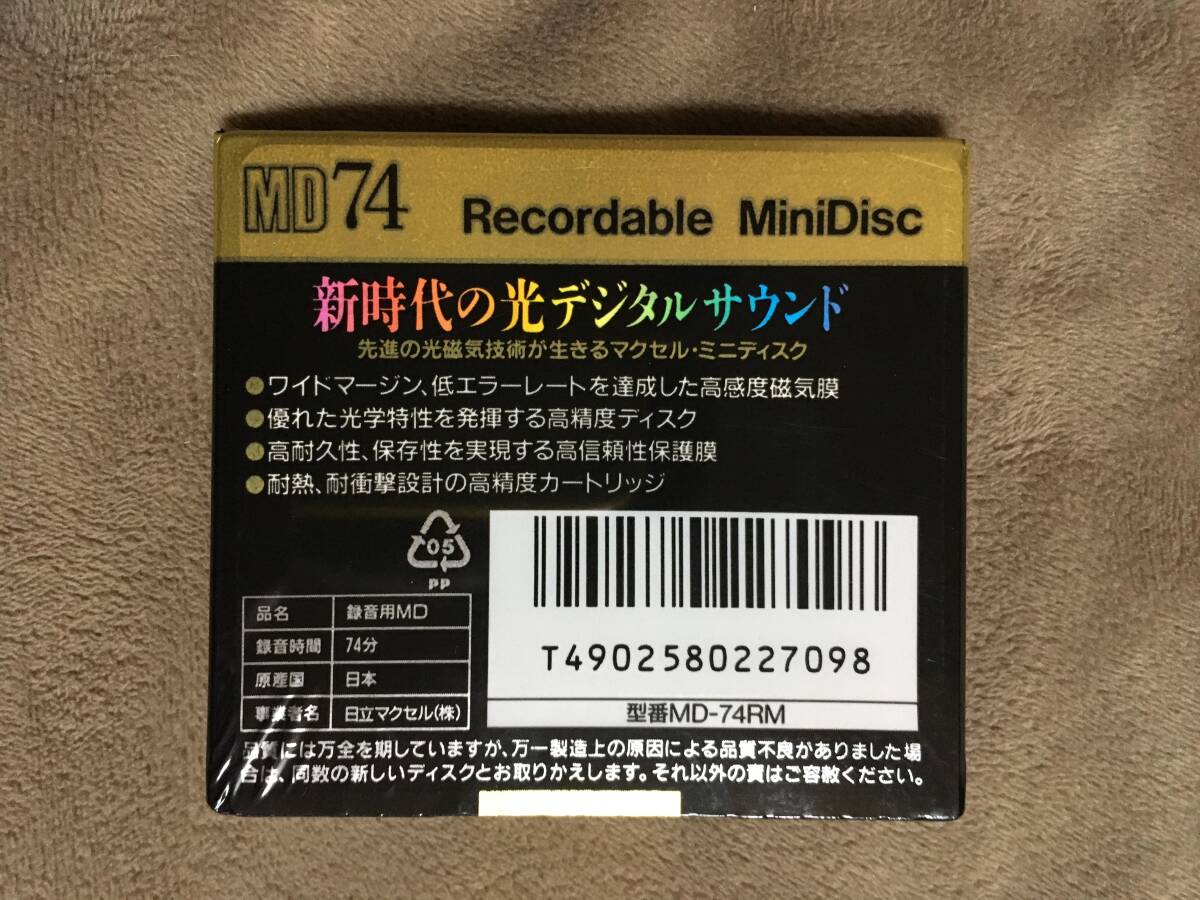 MD74 Recordable MiniDisc
新時代の光デジタルサウンド
先進の光磁気技術が生きるマクセル・ミニディスク
●ワイドマージン、低エラーレートを達成した高感度磁気膜
●優れた光学特性を発揮する高精度ディスク
●高耐久性、保存性を実現する高信頼性保護膜
●耐熱、耐衝撃設計の高精度カートリッジ
05
PP
品名 録音用MD
録音時間 74分
原産国 日本
事業者名 日立マクセル(株)
T4902580227098
型番MD-74RM
品質には万全を期していますが、万一製造上の原因による品質不良がありました場
合は、同数の新しいディスクとお取りかえします。それ以外の責はご容赦ください。